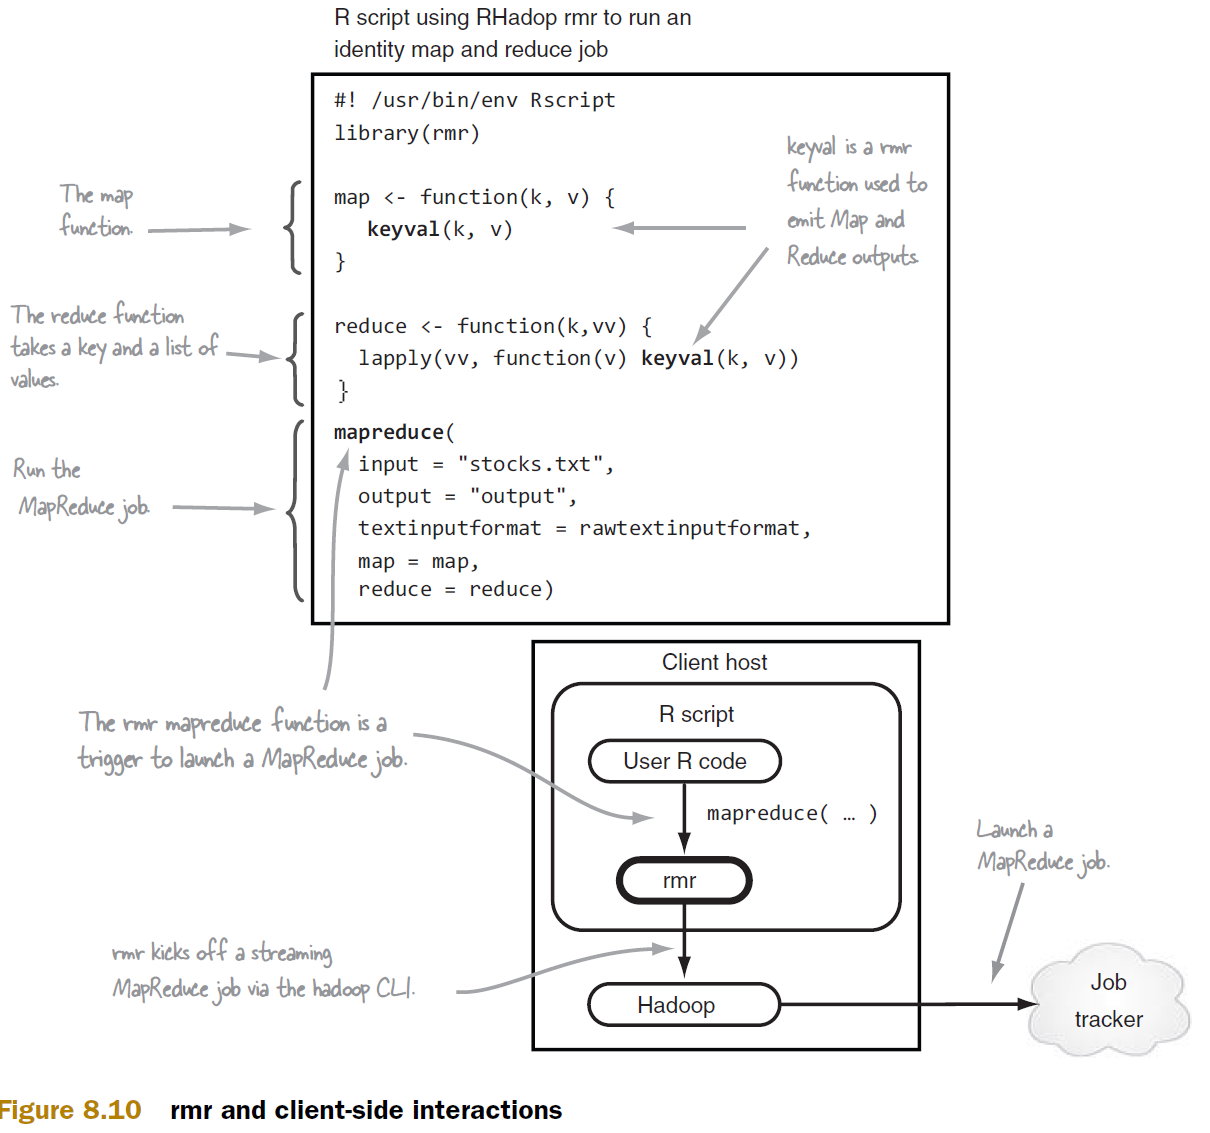 R script using RHadop rmr to run an
identity map and reduce job
#! /usr/bin/env Rscript
library(rmr)
map <- function(k, v) {
keyval(k, v)
}
reduce <- function(k,vv) {
lapply(vv, function(v) keyval(k, v))
}
mapreduce(
input = "stocks.txt",
output = "output",
textinputformat = rawtextinputformat,
map = map,
reduce = reduce)
The map
function.
keyval is a rmr
function used to
emit Map and
Reduce outputs.
The reduce function
takes a key and a list of
values.
Run the
MapReduce job.
The rmr mapreduce function is a
trigger to launch a MapReduce job.
Client host
R script
User R code
mapreduce( … )
rmr
Launch a
MapReduce job.
rmr kicks off a streaming
MapReduce job via the hadoop CLI.
Hadoop
Job
tracker
Figure 8.10 rmr and client-side interactions